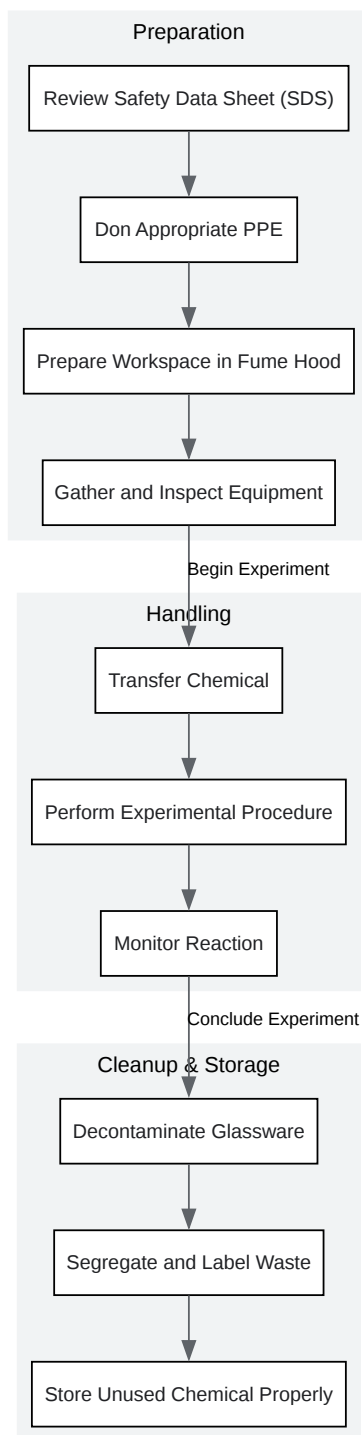 Preparation
Review Safety Data Sheet (SDS)
Don Appropriate PPE
Prepare Workspace in Fume Hood
Gather and Inspect Equipment
Begin Experiment
Handling
Transfer Chemical
Perform Experimental Procedure
Monitor Reaction
Conclude Experiment
Cleanup & Storage
Decontaminate Glassware
Segregate and Label Waste
Store Unused Chemical Properly